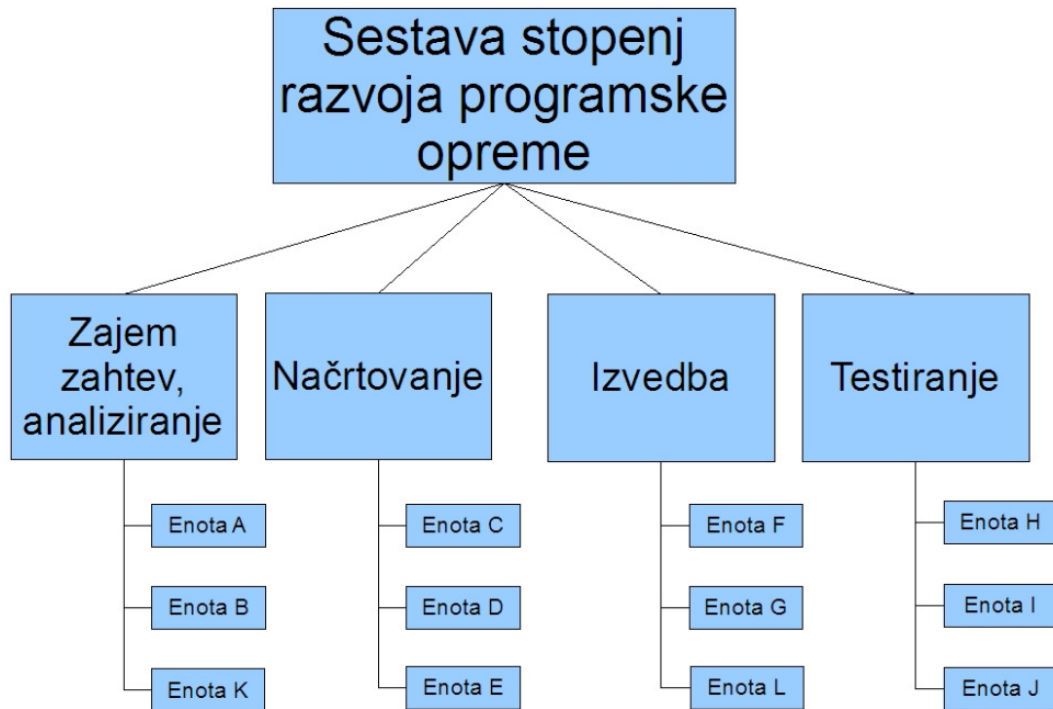 Sestava stopenj
razvoja programske
opreme
Zajem
zahtev,
analiziranje
Načrtovanje
Izvedba
Testiranje
Enota A
Enota B
Enota K
Enota C
Enota D
Enota E
Enota F
Enota G
Enota L
Enota H
Enota I
Enota J